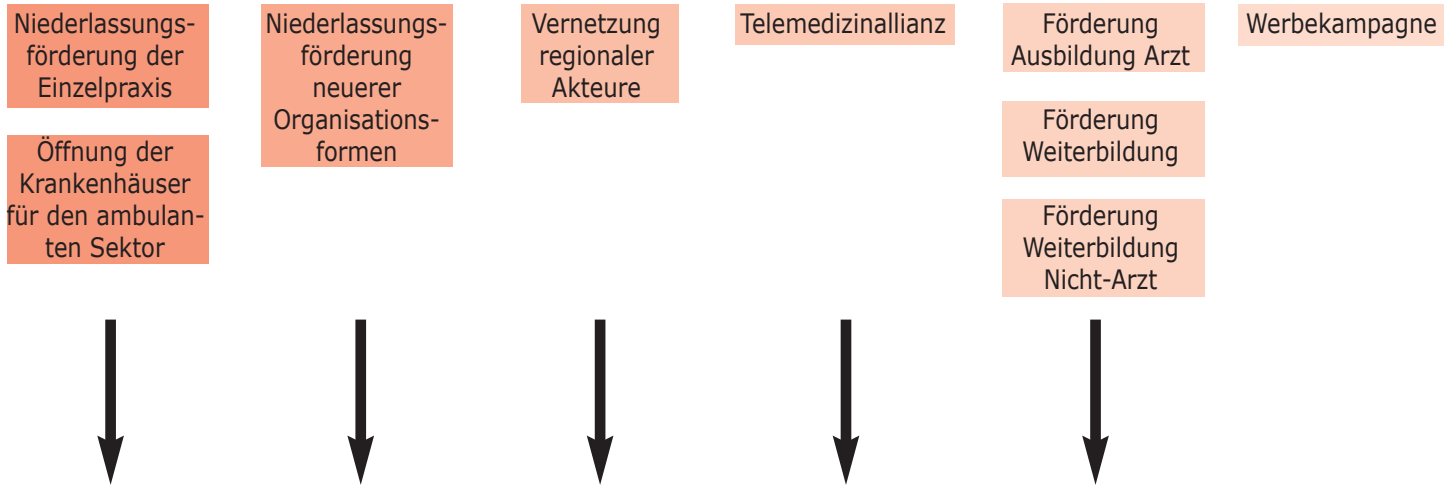 Niederlassungs-
förderung der
Einzelpraxis
Öffnung der
Krankenhäuser
für den ambulan-
ten Sektor
Niederlassungs-
förderung
neuerer
Organisations-
formen
Vernetzung
regionaler
Akteure
Telemedizinallianz
Förderung
Ausbildung Arzt
Förderung
Weiterbildung
Förderung
Weiterbildung
Nicht-Arzt
Werbekampagne